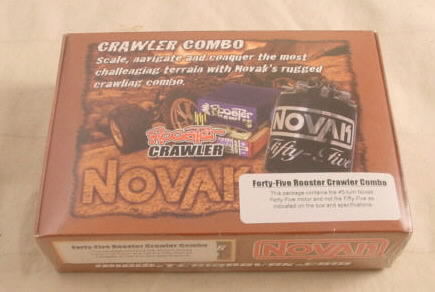 CRAWLER COMBO
Scale, navigate and conquer the most
challenging terrain with Novak's rugged
crawling combo.
Rooster
NOVAK
Fifty-Five
Rooster
CRAWLER
NOVAK
Forty-Five Rooster Crawler Combo
This package contains the 45-turn Novak
Forty-Five motor and not the Fifty-Five as
indicated on the box and specifications.
Forty-Five Rooster Crawler Combo
NOVAK